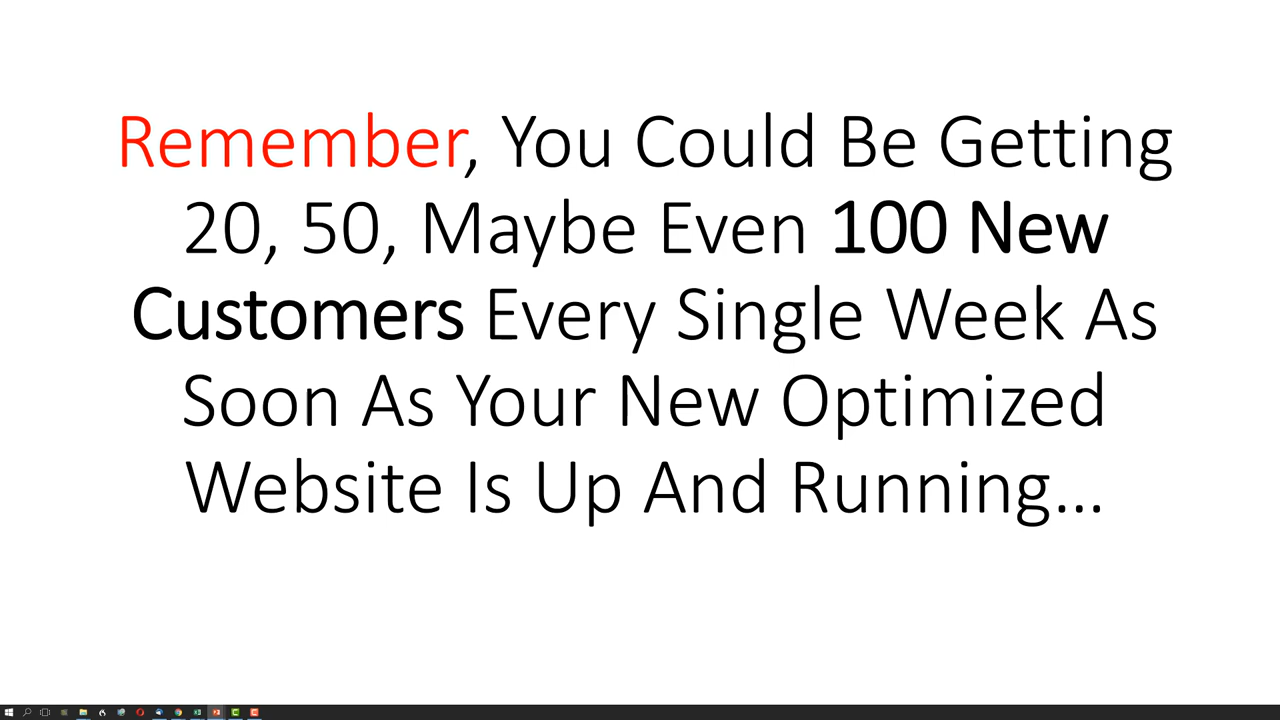 Remember, You Could Be Getting
20, 50, Maybe Even 100 New
Customers Every Single Week As
Soon As Your New Optimized
Website Is Up And Running...